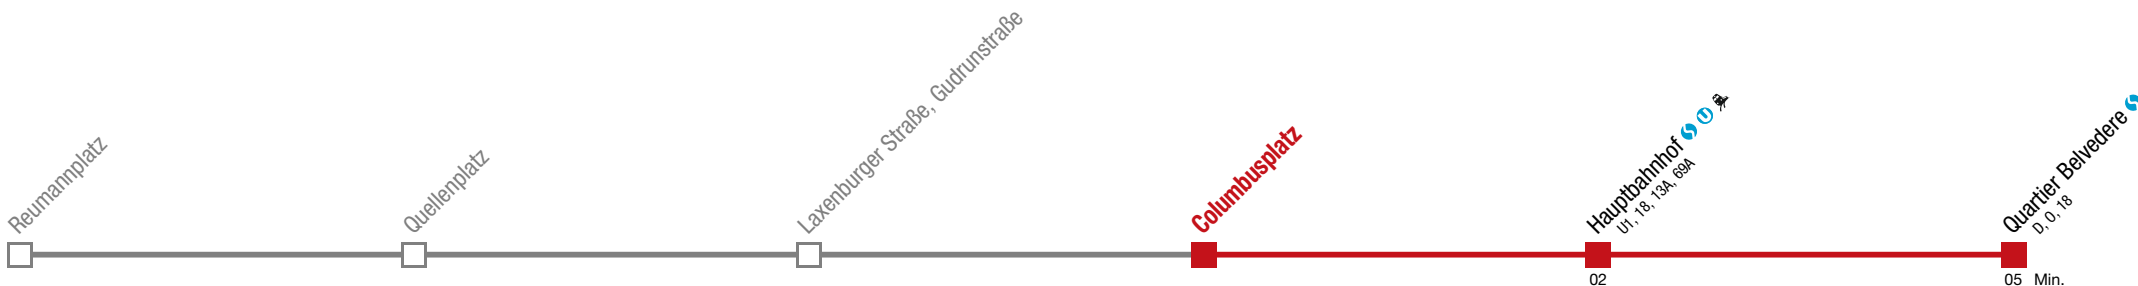 Reumannplatz
Quellenplatz
Laxenburger Straße, Gudrunstraße
Columbusplatz
Hauptbahnhof S U
U1, 18, 13A, 69A
Quartier Belvedere S
D, O, 18
02
05 Min.